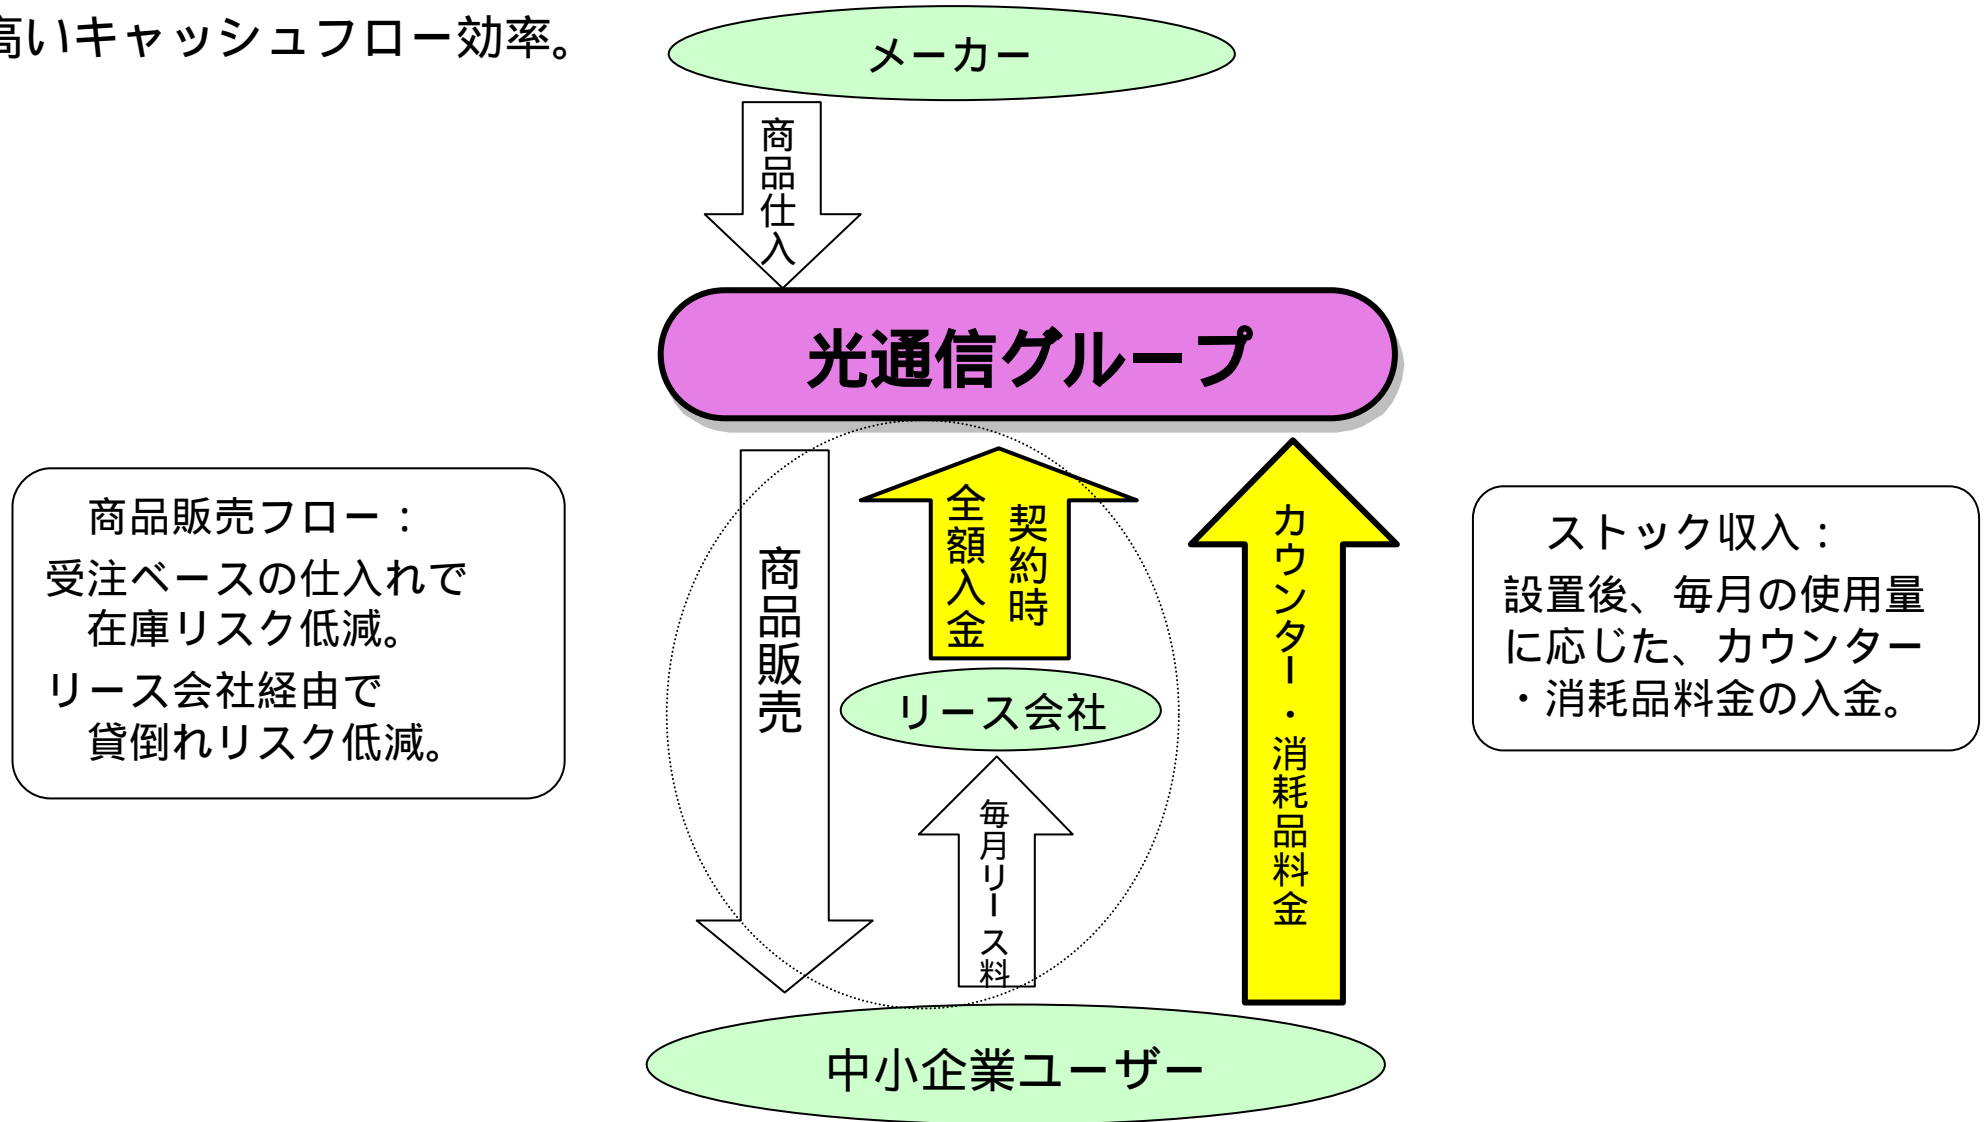 高いキャッシュフロー効率。
メーカー
商品仕入
光通信グループ
商品販売フロー：
受注ベースの仕入れで
在庫リスク低減。
リース会社経由で
貸倒れリスク低減。
商品販売
契約時
全額入金
リース会社
毎月リース料
カウンター・消耗品料金
ストック収入：
設置後、毎月の使用量
に応じた、カウンター
・消耗品料金の入金。
中小企業ユーザー